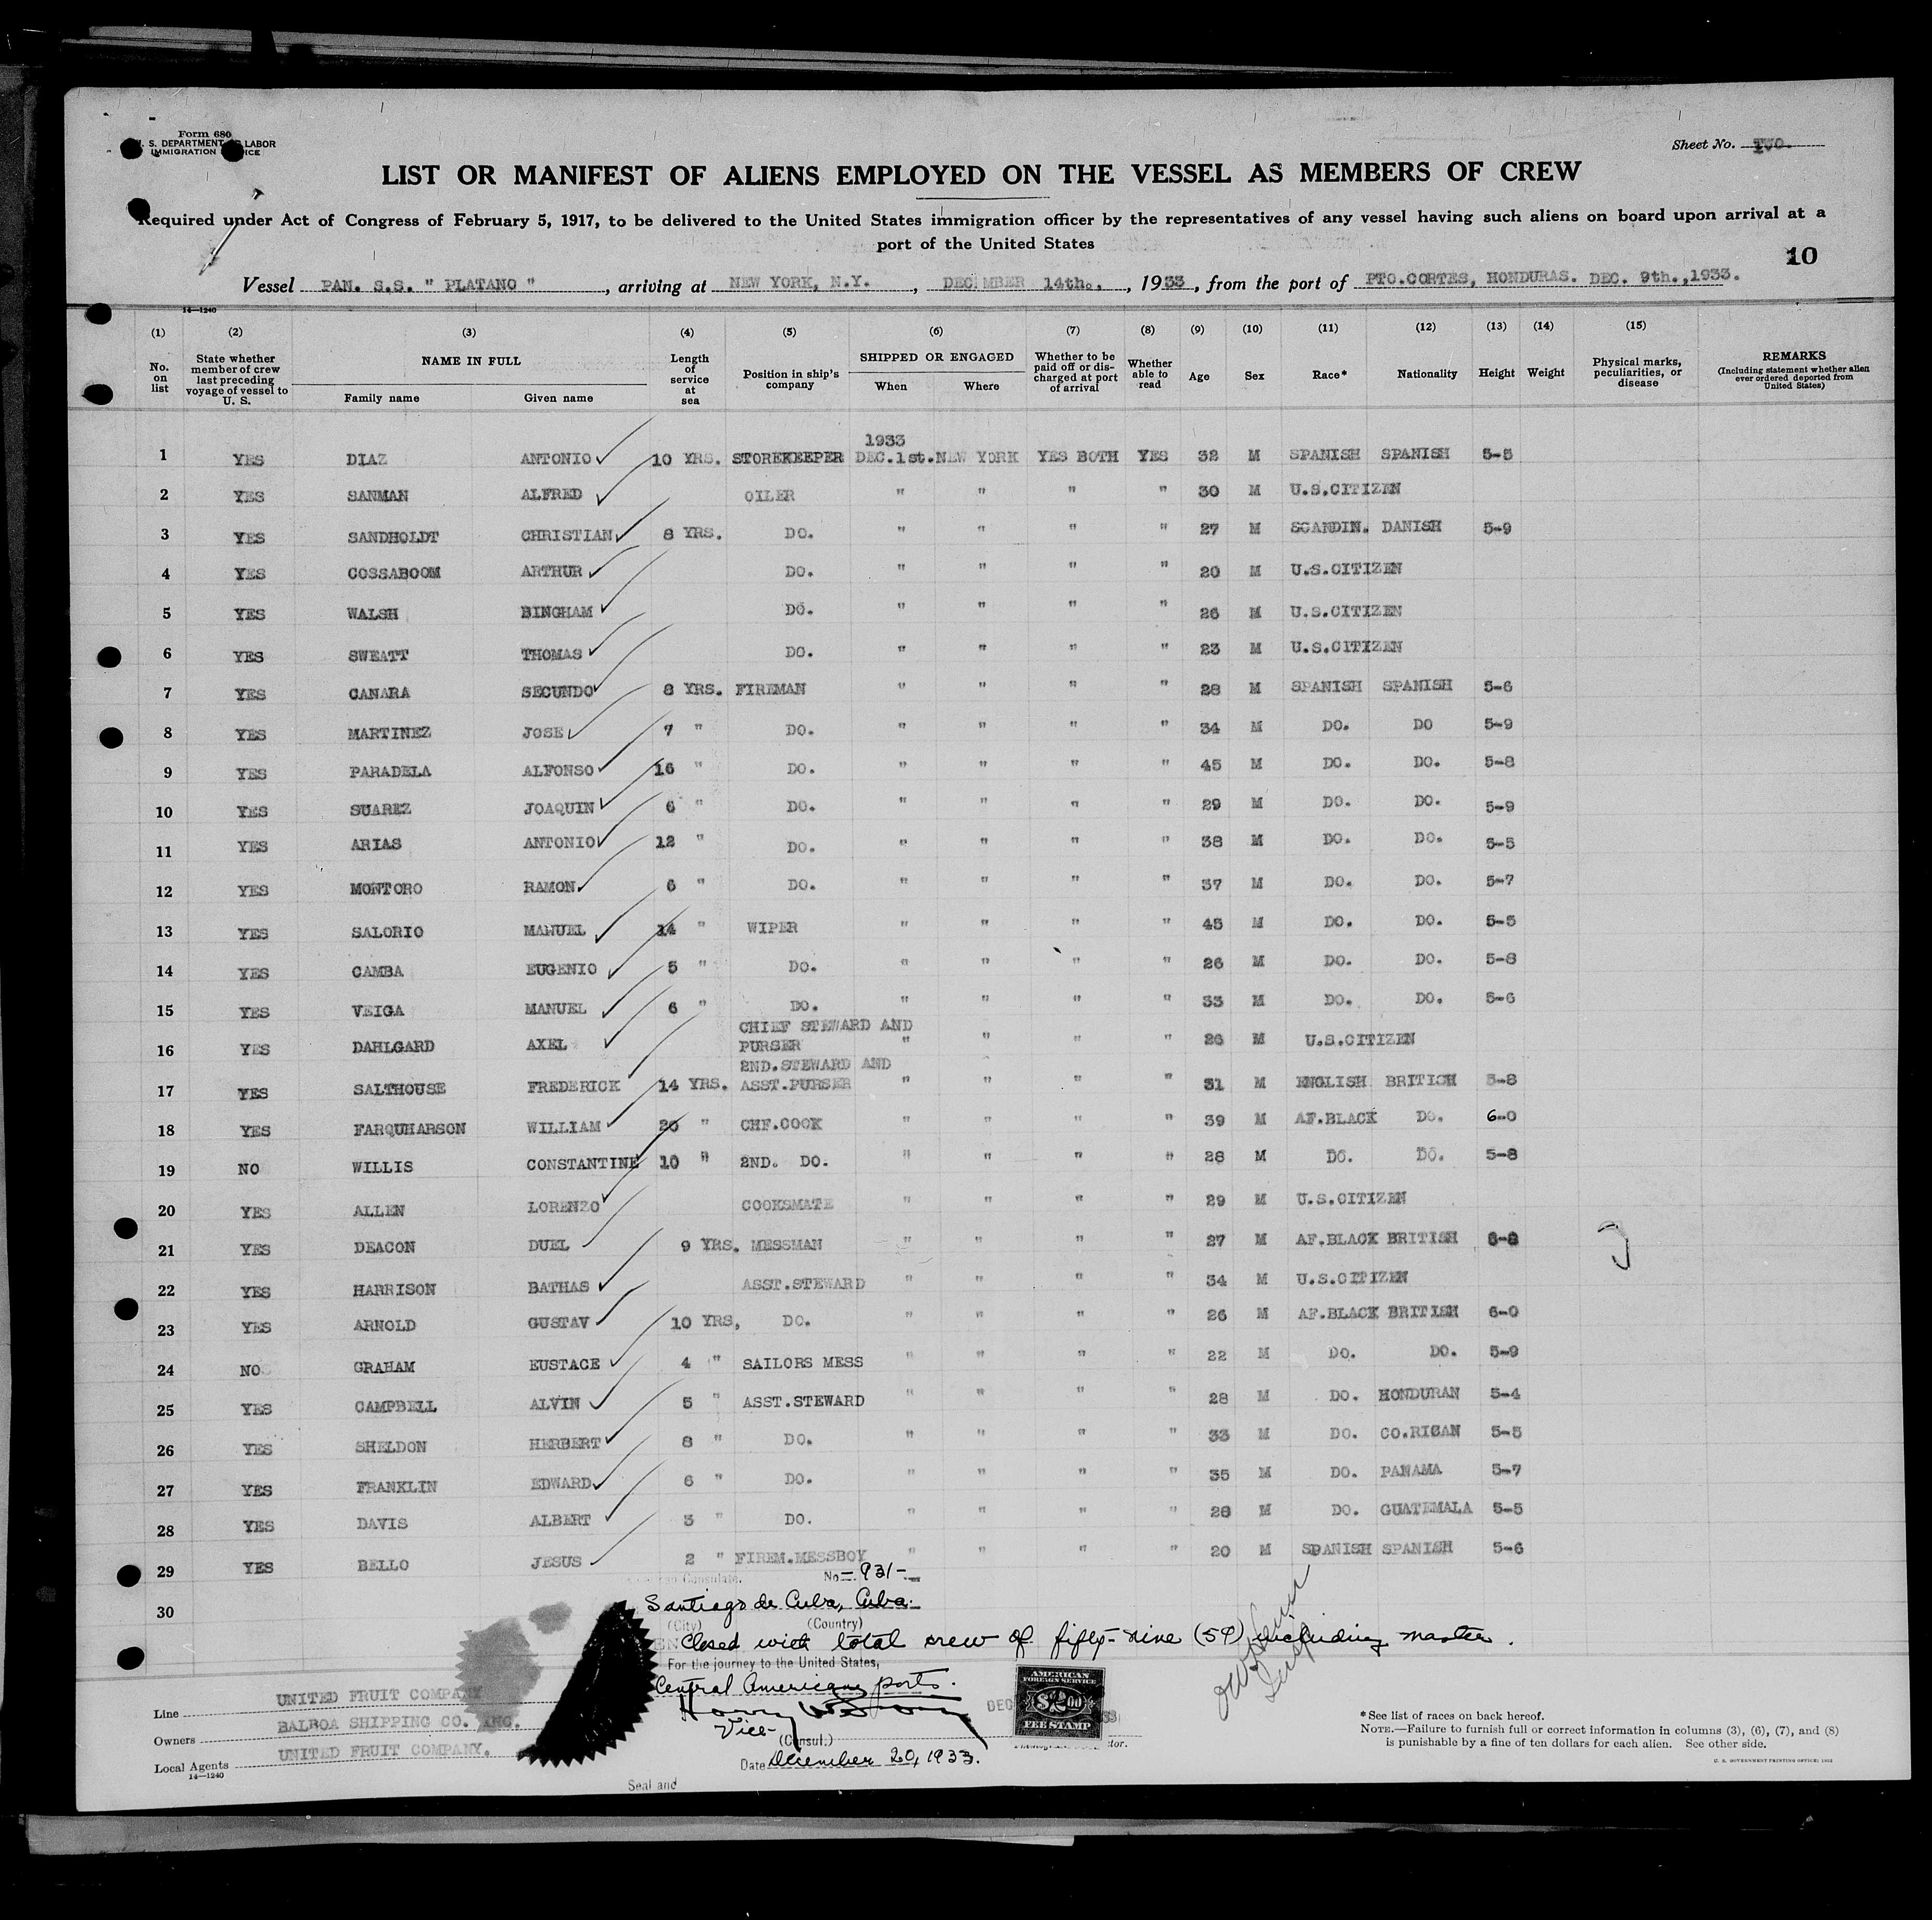 Form 680
U. S. DEPARTMENT OF LABOR
IMMIGRATION SERVICE
Sheet No. TWO.
LIST OR MANIFEST OF ALIENS EMPLOYED ON THE VESSEL AS MEMBERS OF CREW
Required under Act of Congress of February 5, 1917, to be delivered to the United States immigration officer by the representatives of any vessel having such aliens on board upon arrival at a
port of the United States
10
Vessel PAN. S.S. " PLATANO ", arriving at NEW YORK, N.Y., DECEMBER 14th., 1933, from the port of PTO.CORTES, HONDURAS. DEC. 9th.,1933.
14—1240
(1) (2) (3) (4) (5) (6) (7) (8) (9) (10) (11) (12) (13) (14) (15)
No. on list | State whether member of crew last preceding voyage of vessel to U. S. | NAME IN FULL Family name Given name | Length of service at sea | Position in ship's company | SHIPPED OR ENGAGED When Where | Whether to be paid off or discharged at port of arrival | Whether able to read | Age | Sex | Race* | Nationality | Height | Weight | Physical marks, peculiarities, or disease | REMARKS (Including statement whether alien ever ordered deported from United States)
1933
1 YES DIAZ ANTONIO 10 YRS. STOREKEEPER DEC.1st. NEW YORK YES BOTH YES 32 M SPANISH SPANISH 5-5
2 YES SANMAN ALFRED OILER " " " " 30 M U.S.CITIZEN
3 YES SANDHOLDT CHRISTIAN 8 YRS. DO. " " " " 27 M SCANDIN. DANISH 5-9
4 YES COSSABOOM ARTHUR DO. " " " " 20 M U.S.CITIZEN
5 YES WALSH BINGHAM DO. " " " " 26 M U.S.CITIZEN
6 YES SWEATT THOMAS DO. " " " " 23 M U.S.CITIZEN
7 YES CANARA SECUNDO 8 YRS. FIREMAN " " " " 28 M SPANISH SPANISH 5-6
8 YES MARTINEZ JOSE 7 " DO. " " " " 34 M DO. DO 5-9
9 YES PARADELA ALFONSO 16 " DO. " " " " 45 M DO. DO. 5-8
10 YES SUAREZ JOAQUIN 6 " DO. " " " " 29 M DO. DO. 5-9
11 YES ARIAS ANTONIO 12 " DO. " " " " 38 M DO. DO. 5-5
12 YES MONTORO RAMON 6 " DO. " " " " 37 M DO. DO. 5-7
13 YES SALORIO MANUEL 14 " WIPER " " " " 45 M DO. DO. 5-5
14 YES CAMBA EUGENIO 5 " DO. " " " " 26 M DO. DO. 5-8
15 YES VEIGA MANUEL 6 " DO. " " " " 33 M DO. DO. 5-6
16 YES DAHLGARD AXEL CHIEF STEWARD AND PURSER " " " " 26 M U.S.CITIZEN
17 YES SALTHOUSE FREDERICK 14 YRS. 2ND.STEWARD AND ASST.PURSER " " " " 31 M ENGLISH BRITISH 5-8
18 YES FARQUHARSON WILLIAM 20 " CHF.COOK " " " " 39 M AF.BLACK DO. 6-0
19 NO WILLIS CONSTANTINE 10 " 2ND. DO. " " " " 28 M DO. DO. 5-8
20 YES ALLEN LORENZO COOKSMATE " " " " 29 M U.S.CITIZEN
21 YES DEACON DUEL 9 YRS. MESSMAN " " " " 27 M AF.BLACK BRITISH
22 YES HARRISON BATHAS ASST.STEWARD " " " " 34 M U.S.CITIZEN
23 YES ARNOLD GUSTAV 10 YRS, DO. " " " " 26 M AF.BLACK BRITISH 6-0
24 NO GRAHAM EUSTACE 4 " SAILORS MESS " " " " 22 M DO. DO. 5-9
25 YES CAMPBELL ALVIN 5 " ASST.STEWARD " " " " 28 M DO. HONDURAN 5-4
26 YES SHELDON HERBERT 8 " DO. " " " " 33 M DO. CO.RICAN 5-5
27 YES FRANKLIN EDWARD 6 " DO. " " " " 35 M DO. PANAMA 5-7
28 YES DAVIS ALBERT 3 " DO. " " " " 28 M DO. GUATEMALA 5-5
29 YES BELLO JESUS 2 " FIREM.MESSBOY " " " " 20 M SPANISH SPANISH 5-6
30
Consulate. No — 931 —
Santiago de Cuba, Cuba.
(City) (Country)
Closed with total crew of fifty-nine (59) including master.
For the journey to the United States,
Central American ports.
Vice
(Consul.)
Date December 20, 1933.
Seal and
DEC
AMERICAN
FOREIGN SERVICE
$2.00
FEE STAMP
Line UNITED FRUIT COMPANY
Owners BALBOA SHIPPING CO. INC.
Local Agents UNITED FRUIT COMPANY.
14—1240
*See list of races on back hereof.
NOTE.—Failure to furnish full or correct information in columns (3), (6), (7), and (8)
is punishable by a fine of ten dollars for each alien. See other side.
U. S. GOVERNMENT PRINTING OFFICE: 1932